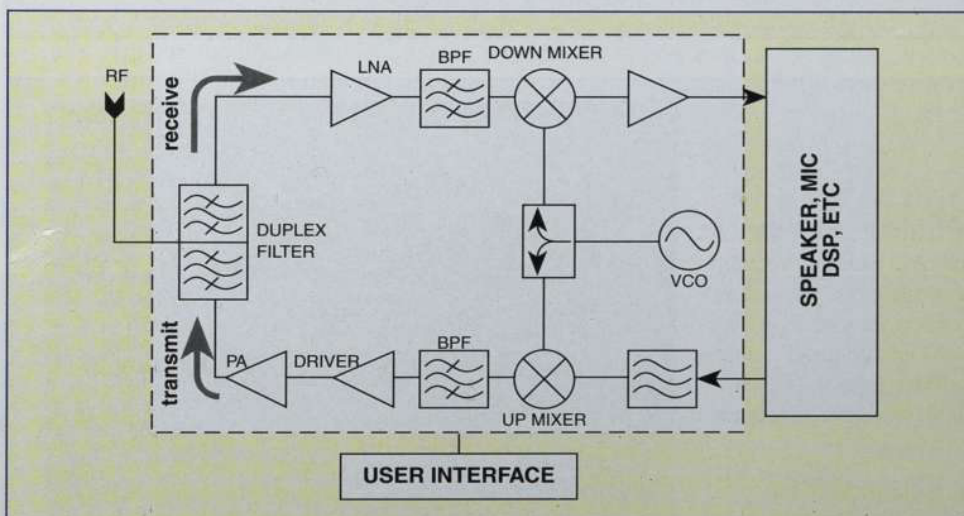 RF
receive
LNA
BPF
DOWN MIXER
DUPLEX
FILTER
VCO
SPEAKER, MIC
DSP, ETC
transmit
PA
DRIVER
BPF
UP MIXER
USER INTERFACE